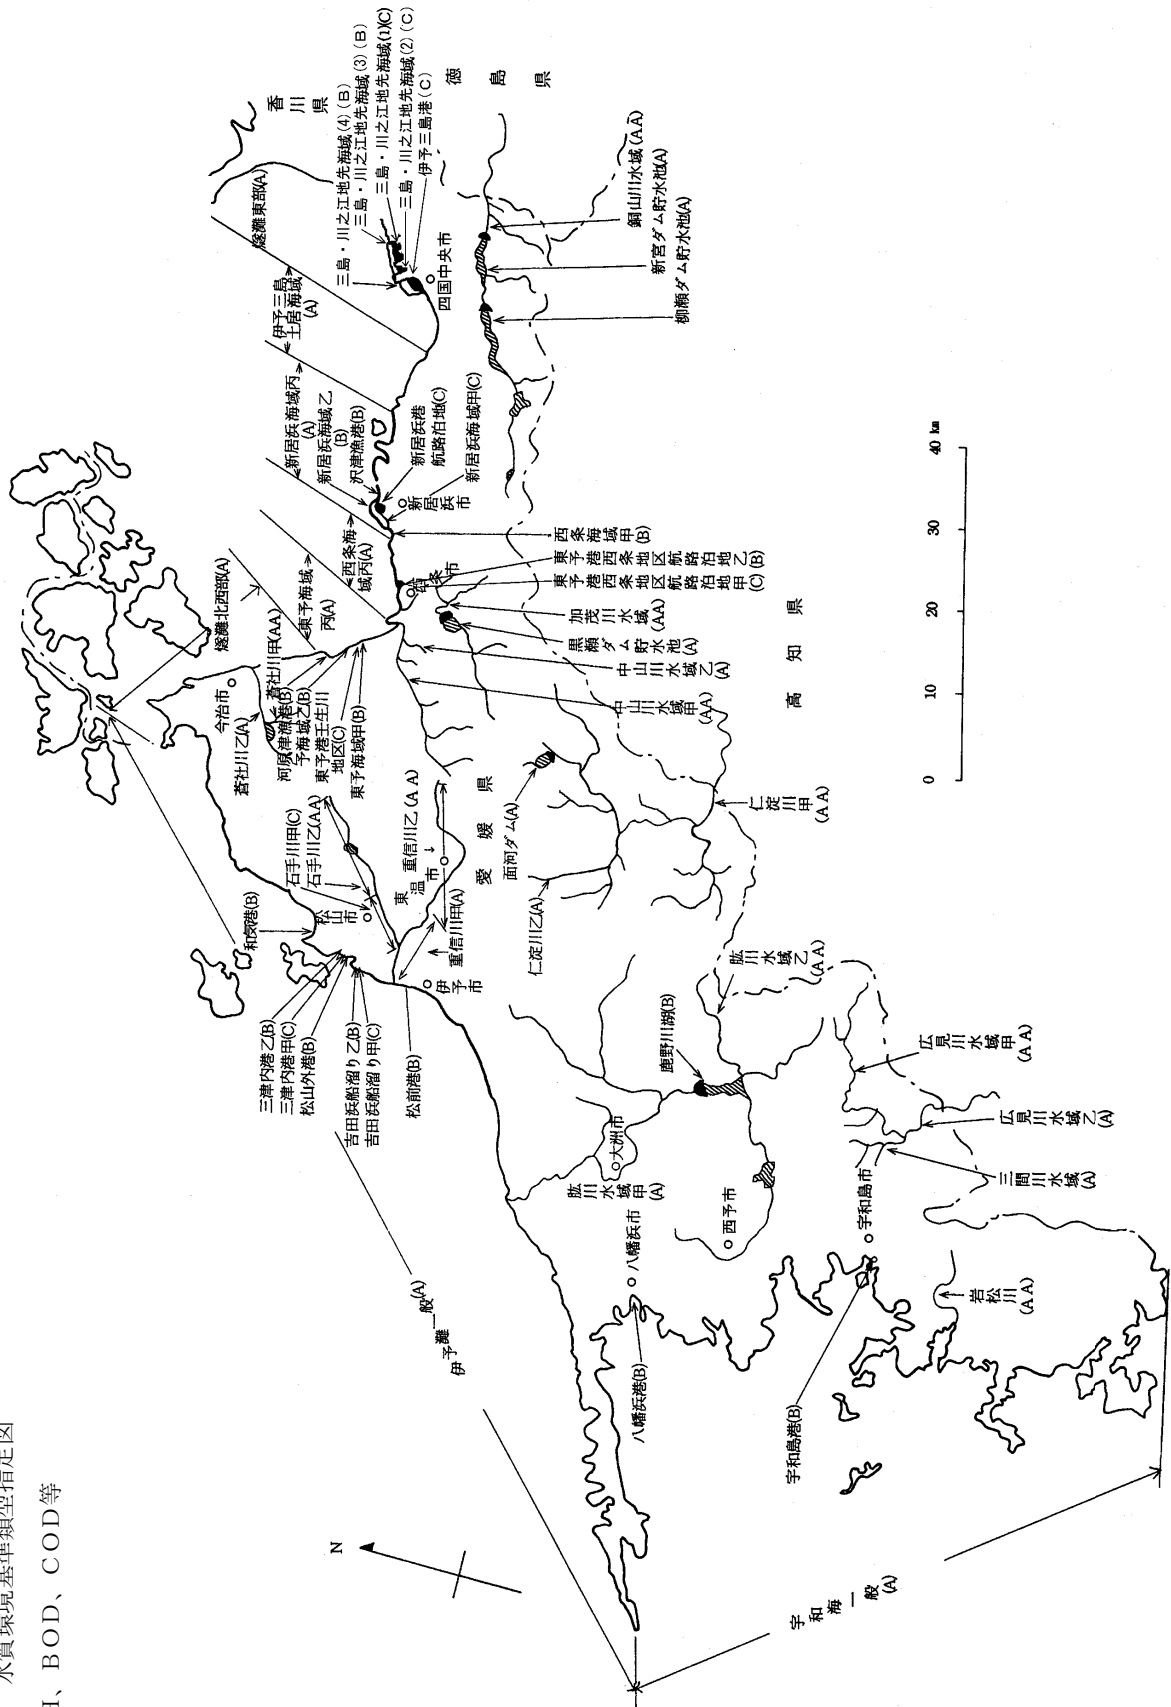 水質環境基準類型指定図
H、BOD、COD等
香川県
徳島県
愛媛県
高知県
三島・川之江地先海域(4)(B)
三島・川之江地先海域(3)(B)
三島・川之江地先海域(1)(C)
三島・川之江地先海域(2)(C)
伊予三島港(C)
四国中央市
燧灘東部(A)
伊予三島
土居海域
(A)
新居浜海域丙
(A)
新居浜海域乙
(B)
沢津漁港(B)
新居浜港
航路泊地(C)
新居浜海域甲(C)
新居浜市
銅山川水域(AA)
新宮ダム貯水池(A)
柳瀬ダム貯水池(A)
西条海域丙(A)
西条海域甲(B)
東予港西条地区航路泊地乙(B)
東予港西条地区航路泊地甲(C)
西条市
加茂川水域(AA)
黒瀬ダム貯水池(A)
中山川水域乙(A)
中山川水域甲(AA)
燧灘北西部(A)
東予海域
丙(A)
今治市
蒼社川甲(AA)
蒼社川乙(A)
河原津漁港(B)
予海域乙(B)
東予港壬生川
地区(C)
東予海域甲(B)
石手川甲(C)
石手川乙(AA)
重信川乙(AA)
東温市
重信川甲(A)
面河ダム(A)
仁淀川甲
(AA)
仁淀川乙(A)
和気港(B)
松山市
伊予市
三津内港乙(B)
三津内港甲(C)
松山外港(B)
吉田浜船溜り乙(B)
吉田浜船溜り甲(C)
松前港(B)
伊予灘一般(A)
肱川水域乙
(AA)
鹿野川湖(B)
大洲市
肱川水域甲
(A)
西予市
八幡浜市
八幡浜港(B)
広見川水域甲
(AA)
広見川水域乙
(A)
三間川水域
(A)
宇和島市
宇和島港(B)
岩松川
(AA)
宇和海一般
(A)
N
0 10 20 30 40 km